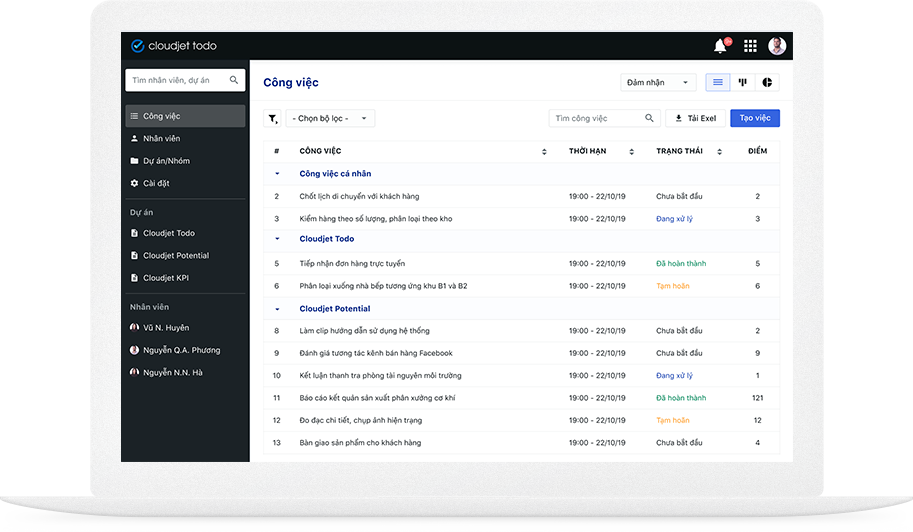 cloudjet todo
Tìm nhân viên, dự án
Công việc
Nhân viên
Dự án/Nhóm
Cài đặt
Dự án
Cloudjet Todo
Cloudjet Potential
Cloudjet KPI
Nhân viên
Vũ N. Huyên
Nguyễn Q.A. Phương
Nguyễn N.N. Hà
Công việc
Đảm nhận
- Chọn bộ lọc -
Tìm công việc
Tải Exel
Tạo việc
# CÔNG VIỆC THỜI HẠN TRẠNG THÁI ĐIỂM
Công việc cá nhân
2 Chốt lịch di chuyển với khách hàng 19:00 - 22/10/19 Chưa bắt đầu 2
3 Kiểm hàng theo số lượng, phân loại theo kho 19:00 - 22/10/19 Đang xử lý 3
Cloudjet Todo
5 Tiếp nhận đơn hàng trực tuyến 19:00 - 22/10/19 Đã hoàn thành 5
6 Phân loại xuống nhà bếp tương ứng khu B1 và B2 19:00 - 22/10/19 Tạm hoãn 6
Cloudjet Potential
8 Làm clip hướng dẫn sử dụng hệ thống 19:00 - 22/10/19 Chưa bắt đầu 2
9 Đánh giá tương tác kênh bán hàng Facebook 19:00 - 22/10/19 Chưa bắt đầu 9
10 Kết luận thanh tra phòng tài nguyên môi trường 19:00 - 22/10/19 Đang xử lý 1
11 Báo cáo kết quản sản xuất phân xưởng cơ khí 19:00 - 22/10/19 Đã hoàn thành 121
12 Đo đạc chi tiết, chụp ảnh hiện trạng 19:00 - 22/10/19 Tạm hoãn 12
13 Bàn giao sản phẩm cho khách hàng 19:00 - 22/10/19 Chưa bắt đầu 4